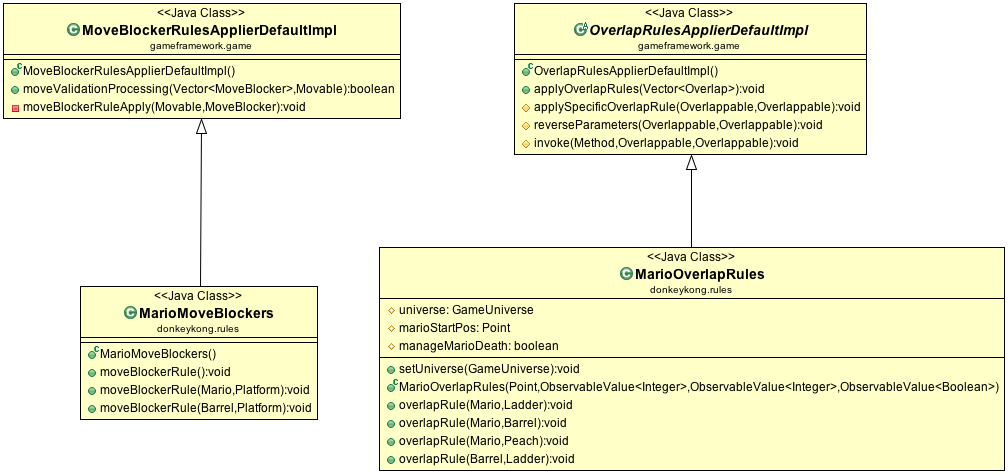 <<Java Class>>
MoveBlockerRulesApplierDefaultImpl
gameframework.game
MoveBlockerRulesApplierDefaultImpl()
moveValidationProcessing(Vector<MoveBlocker>,Movable):boolean
moveBlockerRuleApply(Movable,MoveBlocker):void
<<Java Class>>
OverlapRulesApplierDefaultImpl
gameframework.game
OverlapRulesApplierDefaultImpl()
applyOverlapRules(Vector<Overlap>):void
applySpecificOverlapRule(Overlappable,Overlappable):void
reverseParameters(Overlappable,Overlappable):void
invoke(Method,Overlappable,Overlappable):void
<<Java Class>>
MarioMoveBlockers
donkeykong.rules
MarioMoveBlockers()
moveBlockerRule():void
moveBlockerRule(Mario,Platform):void
moveBlockerRule(Barrel,Platform):void
<<Java Class>>
MarioOverlapRules
donkeykong.rules
universe: GameUniverse
marioStartPos: Point
manageMarioDeath: boolean
setUniverse(GameUniverse):void
MarioOverlapRules(Point,ObservableValue<Integer>,ObservableValue<Integer>,ObservableValue<Boolean>)
overlapRule(Mario,Ladder):void
overlapRule(Mario,Barrel):void
overlapRule(Mario,Peach):void
overlapRule(Barrel,Ladder):void